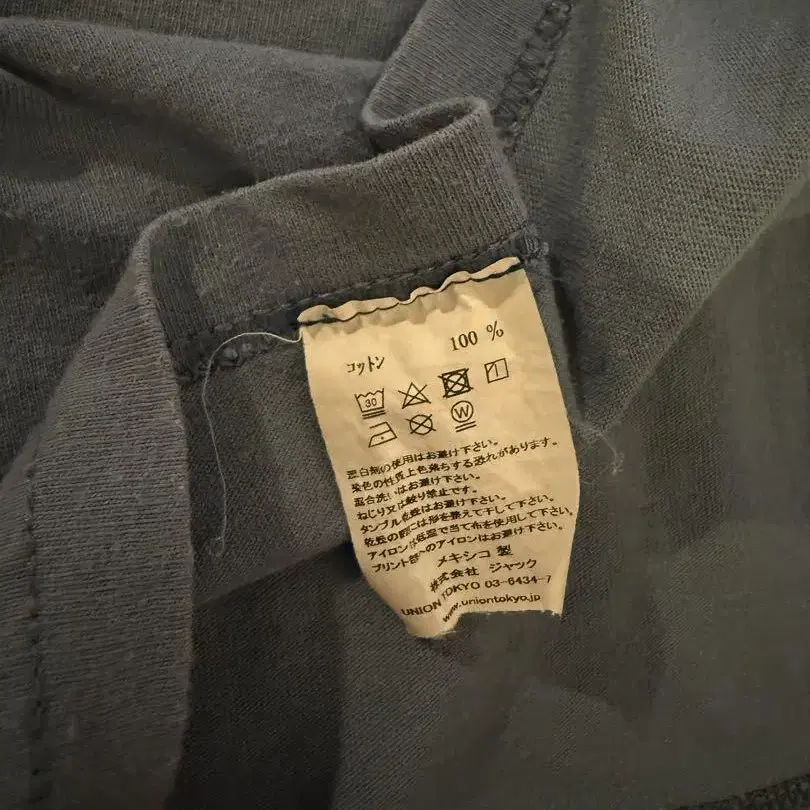 コットン 100 %
30
W
漂白剤の使用はお避け下さい。
染色の性質上色落ちする恐れがあります。
混合洗いはお避け下さい。
ねじり又は絞り禁止です。
タンブル乾燥はお避け下さい。
乾燥の際には形を整えて干して下さい。
アイロンは低温で当て布を使用して下さい。
プリント部へのアイロンはお避け下さい。
メキシコ 製
株式会社 ジャック
UNION TOKYO 03-6434-7
www.uniontokyo.jp